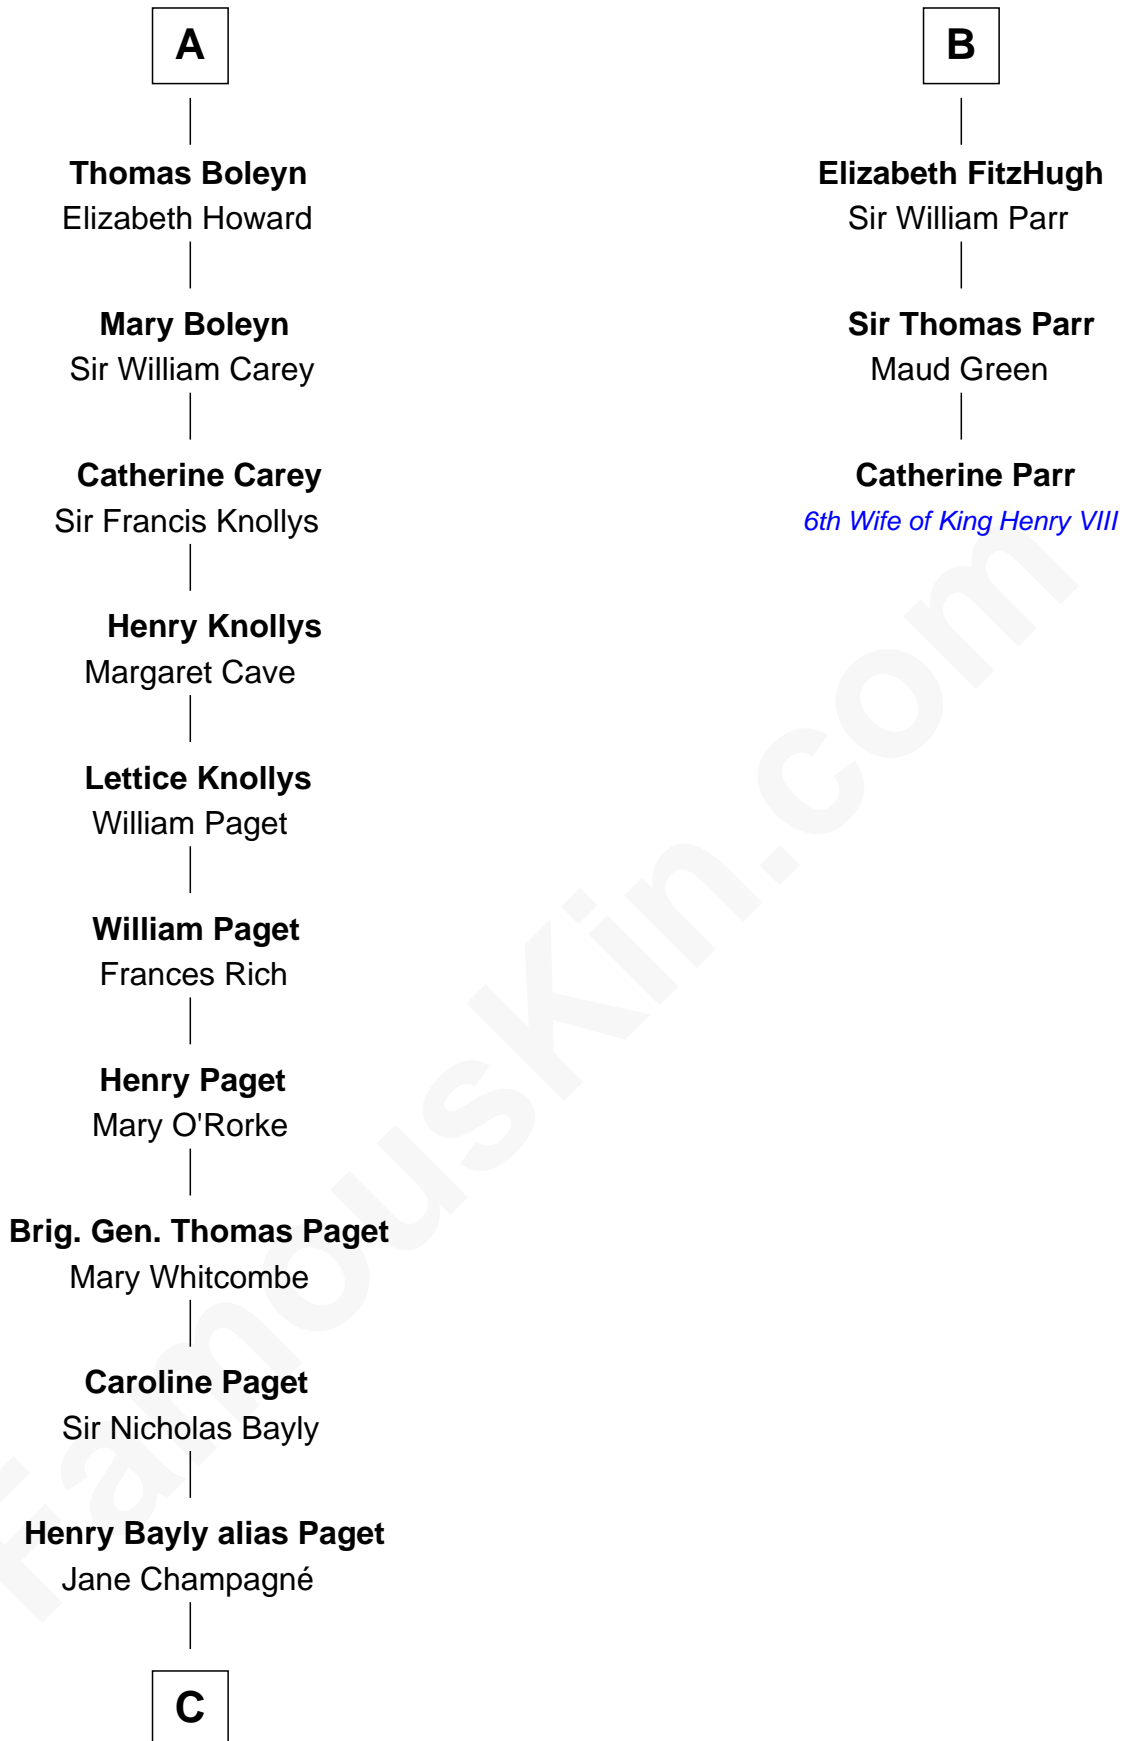 A
Thomas Boleyn
Elizabeth Howard
Mary Boleyn
Sir William Carey
Catherine Carey
Sir Francis Knollys
Henry Knollys
Margaret Cave
Lettice Knollys
William Paget
William Paget
Frances Rich
Henry Paget
Mary O'Rorke
Brig. Gen. Thomas Paget
Mary Whitcombe
Caroline Paget
Sir Nicholas Bayly
Henry Bayly alias Paget
Jane Champagné
C
B
Elizabeth FitzHugh
Sir William Parr
Sir Thomas Parr
Maud Green
Catherine Parr
6th Wife of King Henry VIII
FamousKin.com